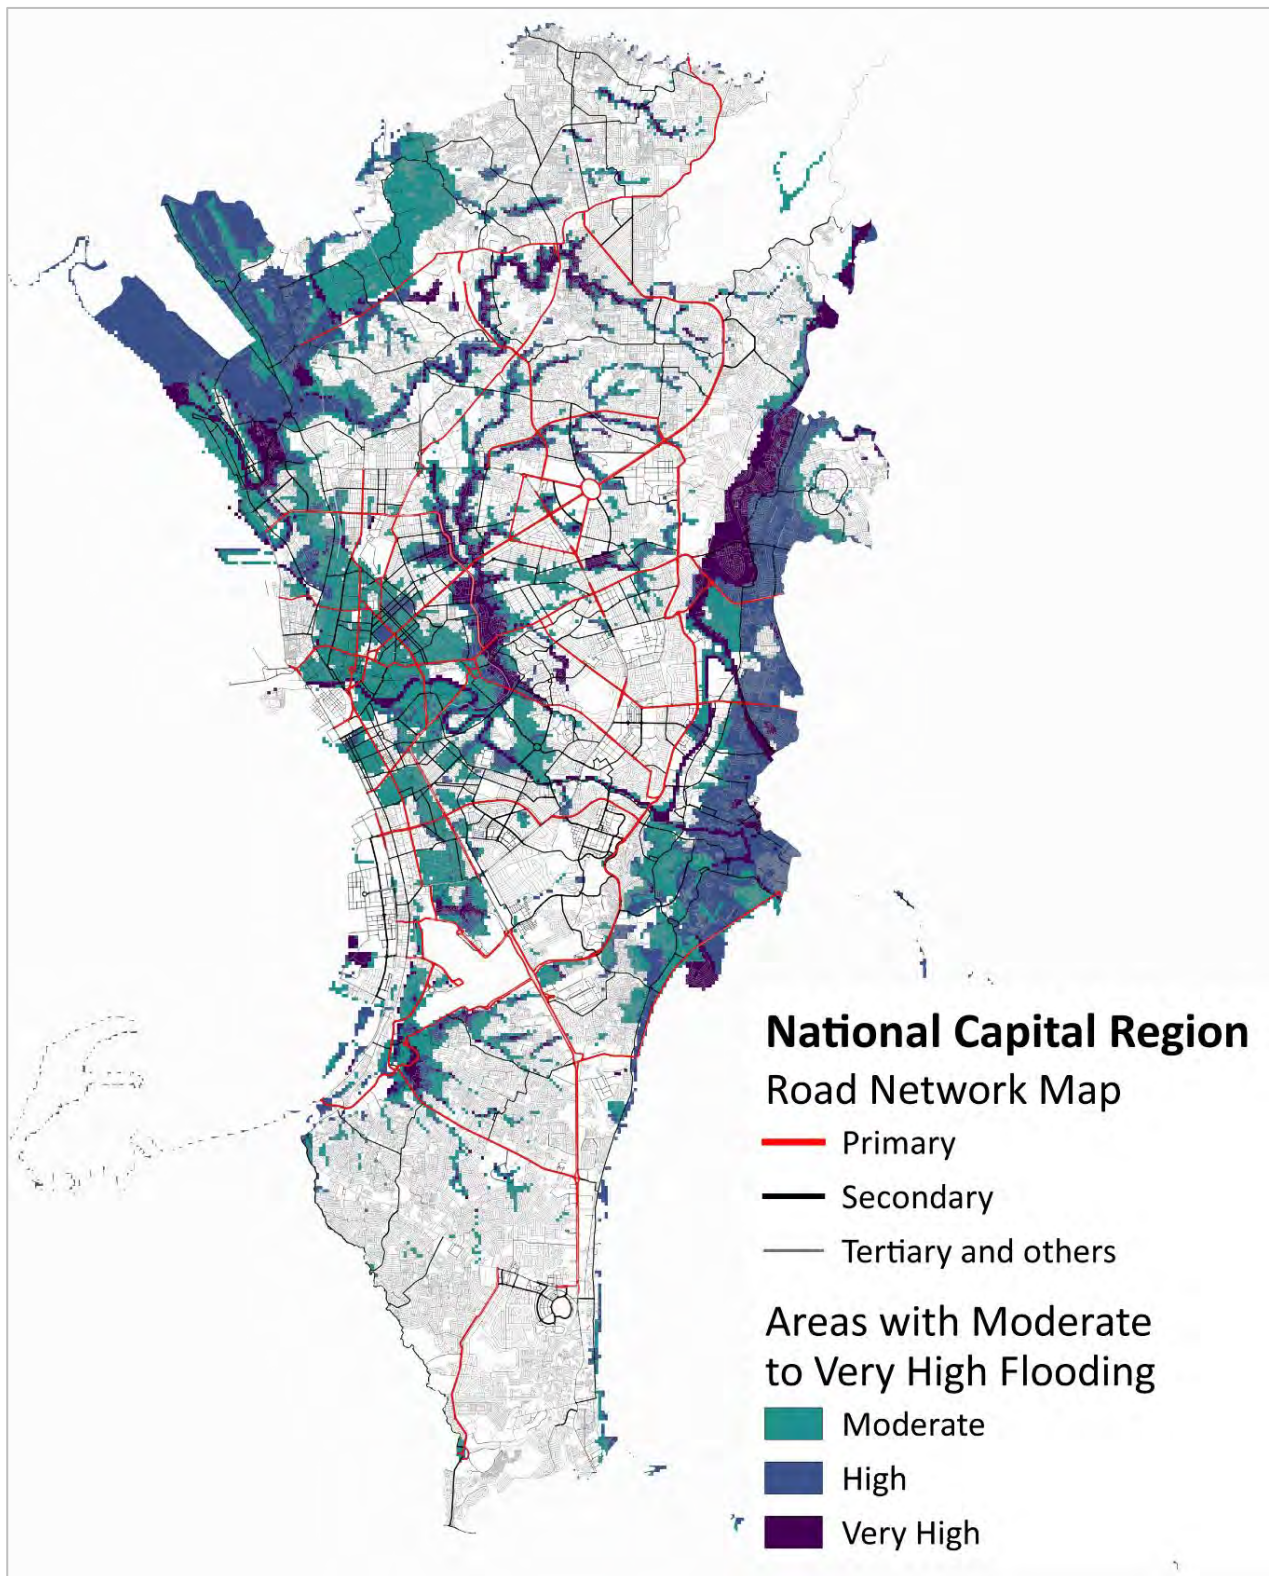 National Capital Region
Road Network Map
Primary
Secondary
Tertiary and others
Areas with Moderate
to Very High Flooding
Moderate
High
Very High